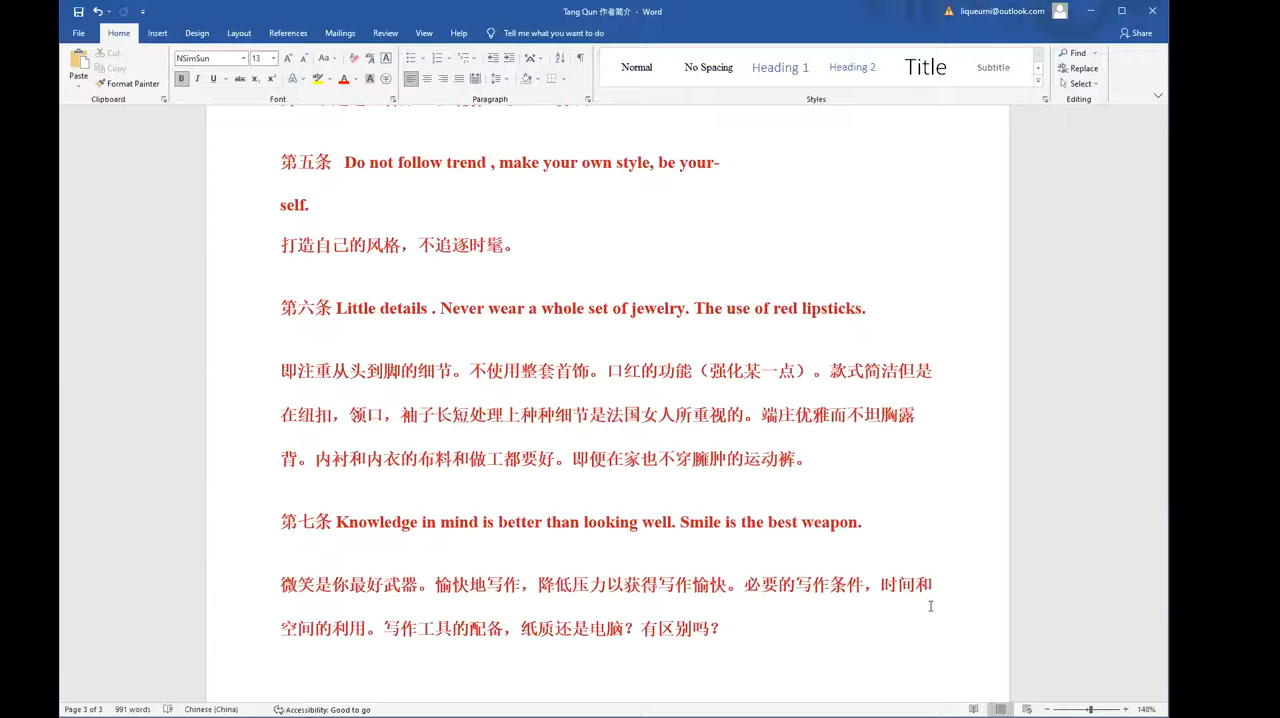 Tang Qun 作者簡介 - Word
liqueurni@outlook.com
File Home Insert Design Layout References Mailings Review View Help Tell me what you want to do Share
Cut
Copy
Paste
Format Painter
Clipboard
NSimSun 13
Font
Paragraph
Normal No Spacing Heading 1 Heading 2 Title Subtitle
Styles
Find
Replace
Select
Editing
第五条 Do not follow trend , make your own style, be your-
self.
打造自己的风格，不追逐时髦。
第六条 Little details . Never wear a whole set of jewelry. The use of red lipsticks.
即注重从头到脚的细节。不使用整套首饰。口红的功能（强化某一点）。款式简洁但是
在纽扣，领口，袖子长短处理上种种细节是法国女人所重视的。端庄优雅而不坦胸露
背。内衬和内衣的布料和做工都要好。即便在家也不穿臃肿的运动裤。
第七条 Knowledge in mind is better than looking well. Smile is the best weapon.
微笑是你最好武器。愉快地写作，降低压力以获得写作愉快。必要的写作条件，时间和
空间的利用。写作工具的配备，纸质还是电脑？有区别吗？
Page 3 of 3 991 words Chinese (China) Accessibility: Good to go 148%